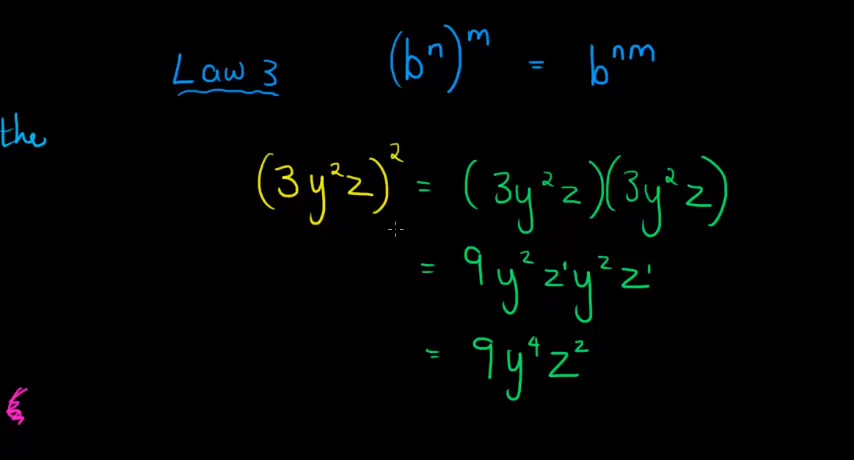 Law 3 (bⁿ)ᵐ = bⁿᵐ
the
(3y²z)² = (3y²z)(3y²z)
= 9y²z¹y²z¹
= 9y⁴z²